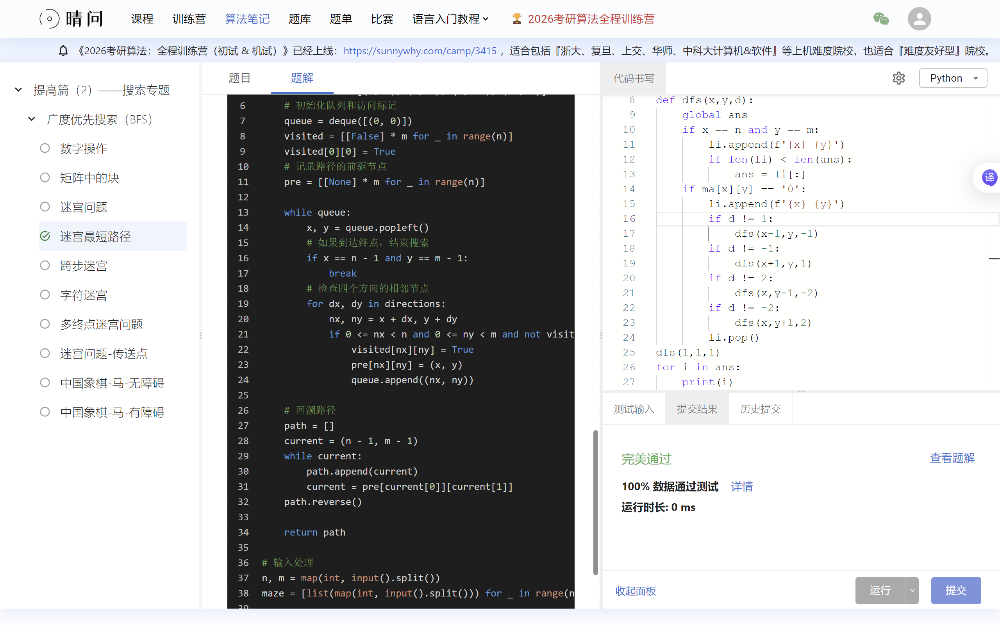 晴问
课程
训练营
算法笔记
题库
题单
比赛
语言入门教程
2026考研算法全程训练营
《2026考研算法：全程训练营（初试 & 机试）》已经上线：https://sunnywhy.com/camp/3415 ，适合包括『浙大、复旦、上交、华师、中科大计算机&软件』等上机难度院校，也适合『难度友好型』院校。
提高篇（2）——搜索专题
广度优先搜索（BFS）
数字操作
矩阵中的块
迷宫问题
迷宫最短路径
跨步迷宫
字符迷宫
多终点迷宫问题
迷宫问题-传送点
中国象棋-马-无障碍
中国象棋-马-有障碍
题目
题解
6 # 初始化队列和访问标记
7 queue = deque([(0, 0)])
8 visited = [[False] * m for _ in range(n)]
9 visited[0][0] = True
10 # 记录路径的前驱节点
11 pre = [[None] * m for _ in range(n)]
12
13 while queue:
14 x, y = queue.popleft()
15 # 如果到达终点，结束搜索
16 if x == n - 1 and y == m - 1:
17 break
18 # 检查四个方向的相邻节点
19 for dx, dy in directions:
20 nx, ny = x + dx, y + dy
21 if 0 <= nx < n and 0 <= ny < m and not visit
22 visited[nx][ny] = True
23 pre[nx][ny] = (x, y)
24 queue.append((nx, ny))
25
26 # 回溯路径
27 path = []
28 current = (n - 1, m - 1)
29 while current:
30 path.append(current)
31 current = pre[current[0]][current[1]]
32 path.reverse()
33
34 return path
35
36 # 输入处理
37 n, m = map(int, input().split())
38 maze = [list(map(int, input().split())) for _ in range(n
39
代码书写
Python
8 def dfs(x,y,d):
9 global ans
10 if x == n and y == m:
11 li.append(f'{x} {y}')
12 if len(li) < len(ans):
13 ans = li[:]
14 if ma[x][y] == '0':
15 li.append(f'{x} {y}')
16 if d != 1:
17 dfs(x-1,y,-1)
18 if d != -1:
19 dfs(x+1,y,1)
20 if d != 2:
21 dfs(x,y-1,-2)
22 if d != -2:
23 dfs(x,y+1,2)
24 li.pop()
25 dfs(1,1,1)
26 for i in ans:
27 print(i)
译
测试输入
提交结果
历史提交
完美通过
查看题解
100% 数据通过测试 详情
运行时长: 0 ms
收起面板
运行
提交